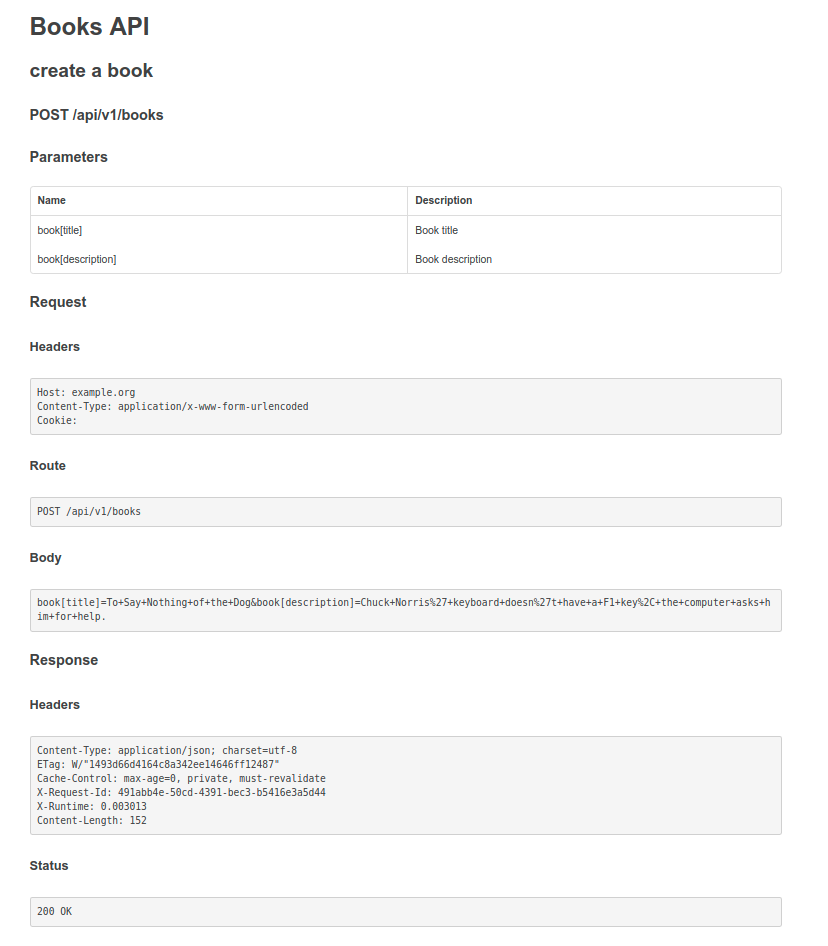 Books API
create a book
POST /api/v1/books
Parameters
Name Description
book[title] Book title
book[description] Book description
Request
Headers
Host: example.org
Content-Type: application/x-www-form-urlencoded
Cookie:
Route
POST /api/v1/books
Body
book[title]=To+Say+Nothing+of+the+Dog&book[description]=Chuck+Norris%27+keyboard+doesn%27t+have+a+F1+key%2C+the+computer+asks+h
im+for+help.
Response
Headers
Content-Type: application/json; charset=utf-8
ETag: W/"1493d66d4164c8a342ee14646ff12487"
Cache-Control: max-age=0, private, must-revalidate
X-Request-Id: 491abb4e-50cd-4391-bec3-b5416e3a5d44
X-Runtime: 0.003013
Content-Length: 152
Status
200 OK